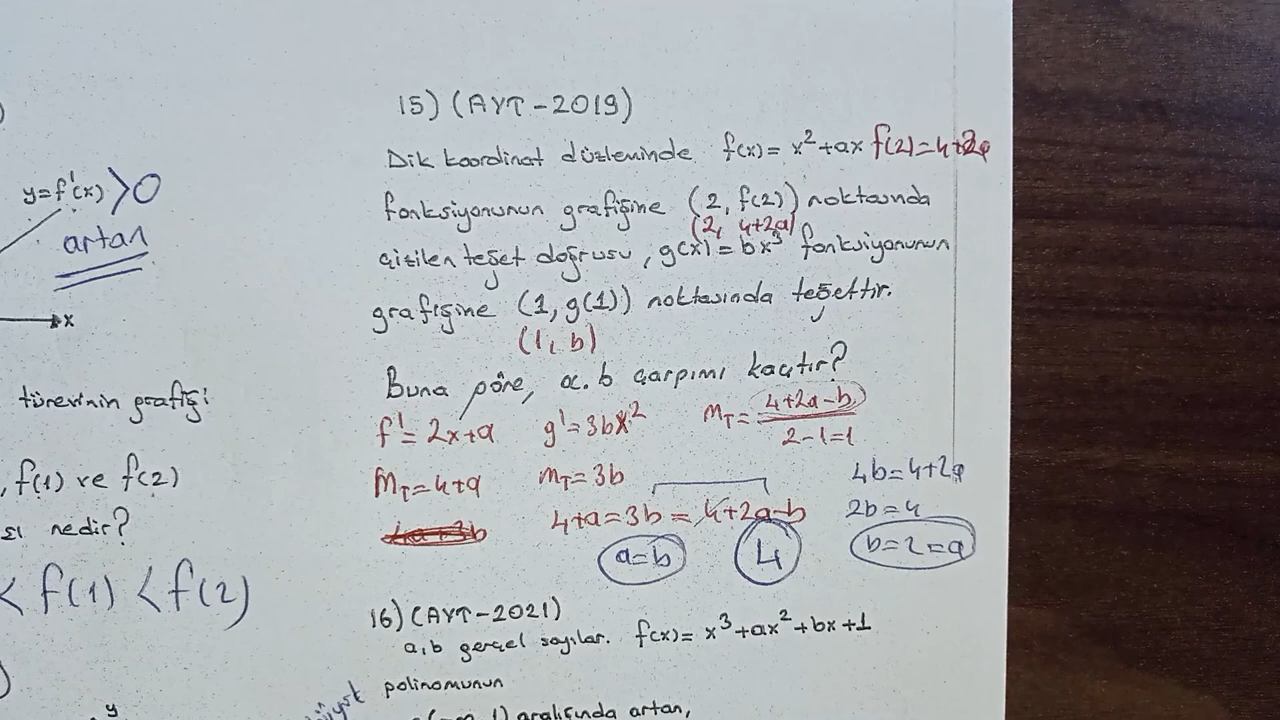 y=f'(x) >0
artan
x
türevinin grafiği
, f(1) ve f(2)
sı nedir?
< f(1) < f(2)
y
15) (AYT-2019)
Dik koordinat düzleminde f(x)= x²+ax f(2)=4+2a
fonksiyonunun grafiğine (2, f(2)) noktasında
(2, 4+2a)
çizilen teğet doğrusu, g(x)=bx³ fonksiyonunun
grafiğine (1, g(1)) noktasında teğettir.
(1, b)
Buna göre, a.b çarpımı kaçtır?
f'=2x+a g'=3bx² M_T=4+2a-b/2-1=1
M_T=4+a M_T=3b 4b=4+2a
4+a=3b=4+2a-b 2b=4
a=b 4 b=2=a
16) (AYT-2021)
a,b gerçel sayılar. f(x)= x³+ax²+bx+1
polinomunun
1) aralığında artan,